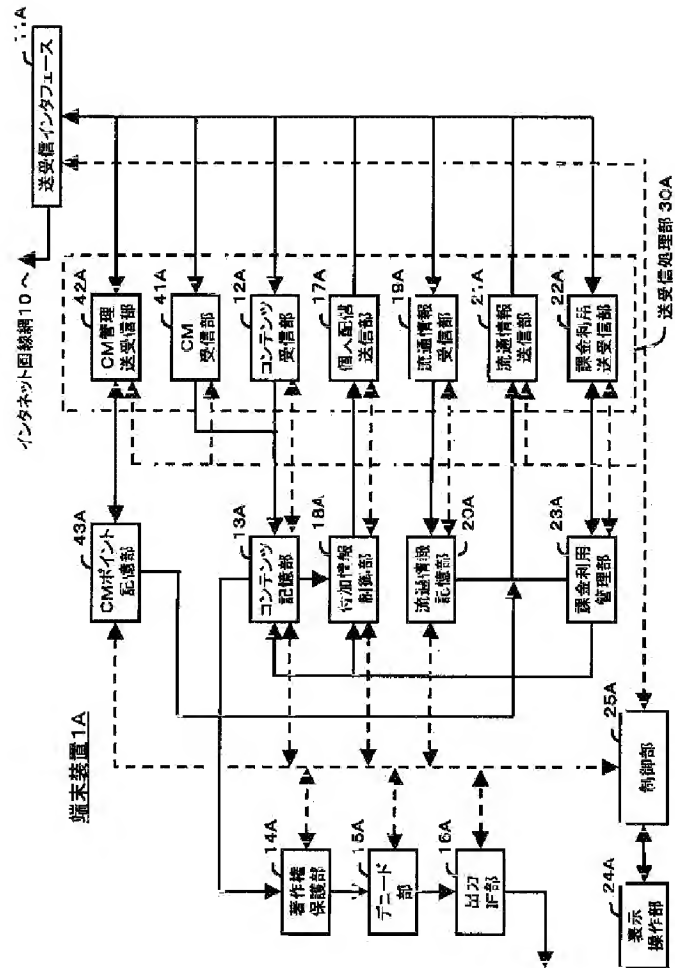 インタネット回線網10 へ
送受信インタフェース
11A
42A
CM管理
送受信部
41A
CM
受信部
12A
コンテンツ
受信部
17A
個人配信
送信部
19A
流通情報
受信部
21A
流通情報
送信部
22A
課金利用
送受信部
送受信処理部 30A
43A
CMポイント
記憶部
13A
コンテンツ
記憶部
18A
付加情報
制御部
流通情報
記憶部
20A
23A
課金利用
管理部
端末装置1A
14A
著作権
保護部
15A
デュード
部
16A
出力
IF部
25A
制御部
24A
表示
操作部